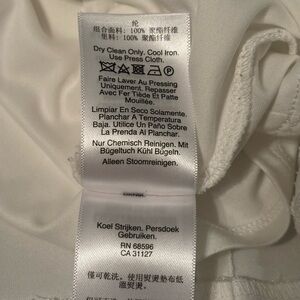 纶
组合面料: 100% 聚酯纤维
里料: 100% 聚酯纤维
Dry Clean Only. Cool Iron.
Use Press Cloth.
Faire Laver Au Pressing
Uniquement. Repasser
Avec Fer Tiède Et Patte
Mouillée.
Limpiar En Seco Solamente.
Planchar A Temperatura
Baja. Utilice Un Paño Sobre
La Prenda Al Planchar.
Nur Chemisch Reinigen. Mit
Bügeltuch Kühl Bügeln.
Alleen Stoomreinigen.
Koel Strijken. Persdoek
Gebruiken.
RN 68596
CA 31127
僅可乾洗。使用熨燙墊布低
溫熨燙。